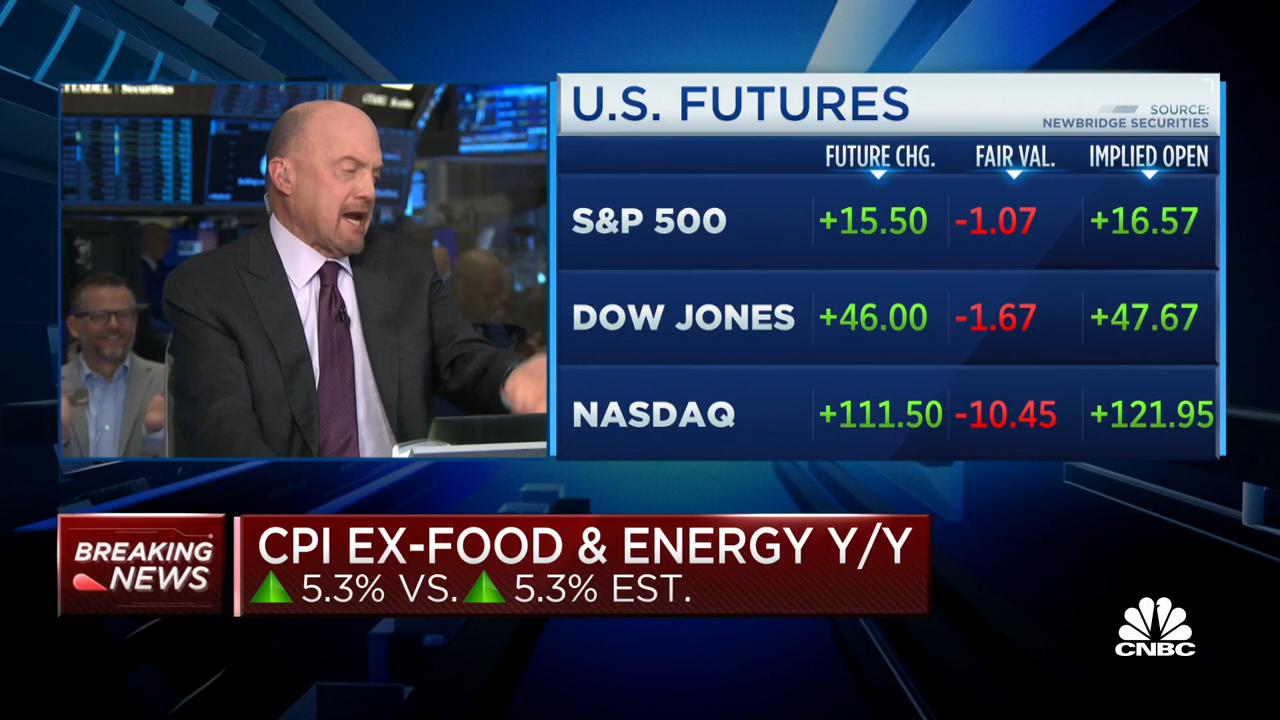 CITADEL | Securities
U.S. FUTURES
SOURCE:
NEWBRIDGE SECURITIES
FUTURE CHG. FAIR VAL. IMPLIED OPEN
S&P 500 +15.50 -1.07 +16.57
DOW JONES +46.00 -1.67 +47.67
NASDAQ +111.50 -10.45 +121.95
BREAKING
NEWS
CPI EX-FOOD & ENERGY Y/Y
5.3% VS. 5.3% EST.
CNBC